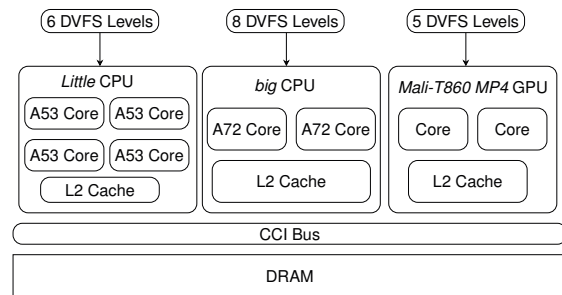 6 DVFS Levels
8 DVFS Levels
5 DVFS Levels
Little CPU
A53 Core
A53 Core
A53 Core
A53 Core
L2 Cache
big CPU
A72 Core
A72 Core
L2 Cache
Mali-T860 MP4 GPU
Core
Core
L2 Cache
CCI Bus
DRAM